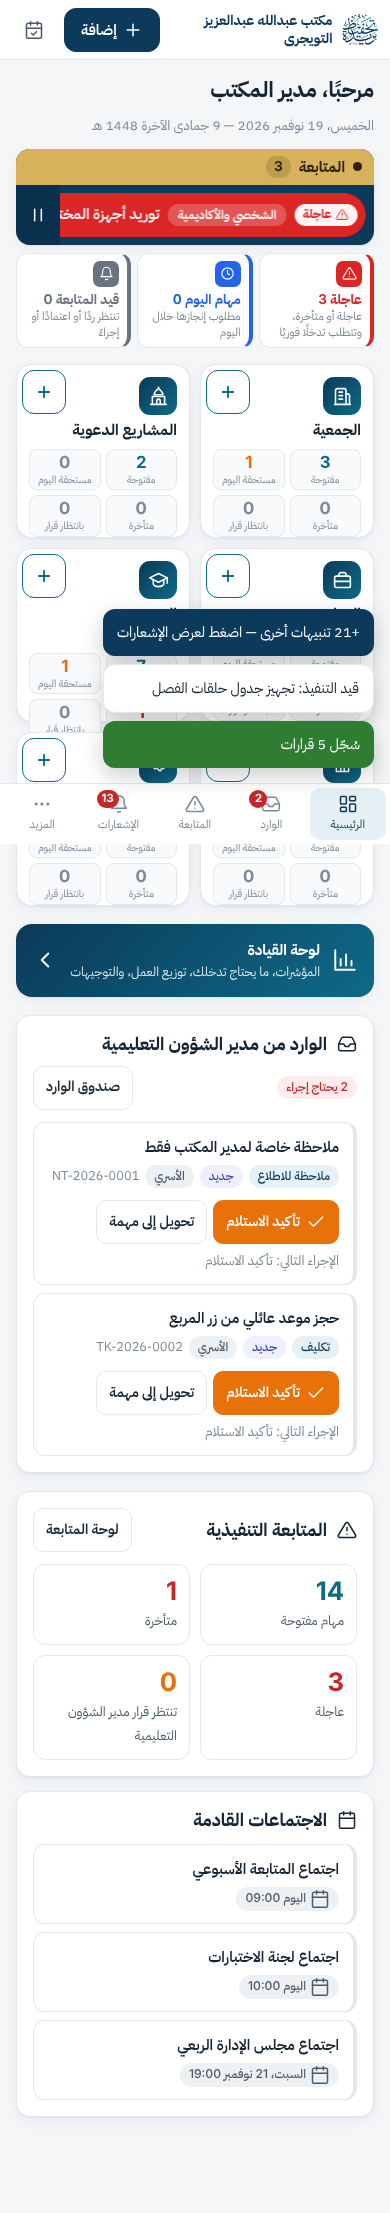 مكتب عبدالله عبدالعزيز
التويجري
إضافة
مرحبًا، مدير المكتب
الخميس، 19 نوفمبر 2026 — 9 جمادى الآخرة 1448 هـ
المتابعة 3
عاجلة الشخصي والأكاديمية توريد أجهزة
عاجلة 3
عاجلة أو متأخرة،
وتتطلب تدخلًا فوريًا
مهام اليوم 0
مطلوب إنجازها خلال
اليوم
قيد المتابعة 0
تنتظر ردًا أو اعتمادًا أو
إجراءً
الجمعية
3 مفتوحة
1 مستحقة اليوم
0 متأخرة
0 بانتظار قرار
المشاريع الدعوية
2 مفتوحة
0 مستحقة اليوم
0 متأخرة
0 بانتظار قرار
1
مستحقة اليوم
0
+21 تنبيهات أخرى — اضغط لعرض الإشعارات
قيد التنفيذ: تجهيز جدول حلقات الفصل
سُجّل 5 قرارات
الرئيسية
الوارد 2
المتابعة
الإشعارات 13
المزيد
مفتوحة مستحقة اليوم
0 متأخرة
0 بانتظار قرار
مفتوحة مستحقة اليوم
0 متأخرة
0 بانتظار قرار
لوحة القيادة
المؤشرات، ما يحتاج تدخلك، توزيع العمل، والتوجيهات
الوارد من مدير الشؤون التعليمية
2 يحتاج إجراء
صندوق الوارد
ملاحظة خاصة لمدير المكتب فقط
ملاحظة للاطلاع جديد الأسري NT-2026-0001
تأكيد الاستلام
تحويل إلى مهمة
الإجراء التالي: تأكيد الاستلام
حجز موعد عائلي من زر المربع
تكليف جديد الأسري TK-2026-0002
تأكيد الاستلام
تحويل إلى مهمة
الإجراء التالي: تأكيد الاستلام
المتابعة التنفيذية
لوحة المتابعة
14
مهام مفتوحة
1
متأخرة
3
عاجلة
0
تنتظر قرار مدير الشؤون
التعليمية
الاجتماعات القادمة
اجتماع المتابعة الأسبوعي
اليوم 09:00
اجتماع لجنة الاختبارات
اليوم 10:00
اجتماع مجلس الإدارة الربعي
السبت، 21 نوفمبر 19:00